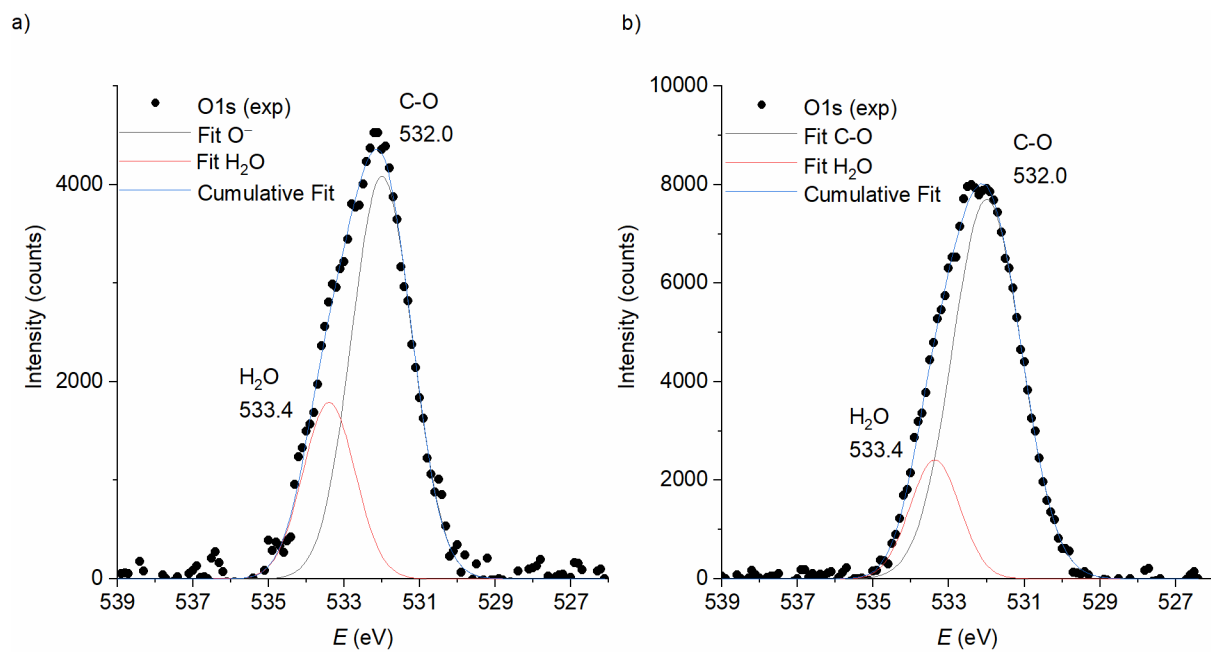 a)
O1s (exp)
Fit O⁻
Fit H₂O
Cumulative Fit
C-O
532.0
H₂O
533.4
4000
2000
0
539 537 535 533 531 529 527
Intensity (counts)
E (eV)
b)
O1s (exp)
Fit C-O
Fit H₂O
Cumulative Fit
C-O
532.0
H₂O
533.4
10000
8000
6000
4000
2000
0
539 537 535 533 531 529 527
Intensity (counts)
E (eV)